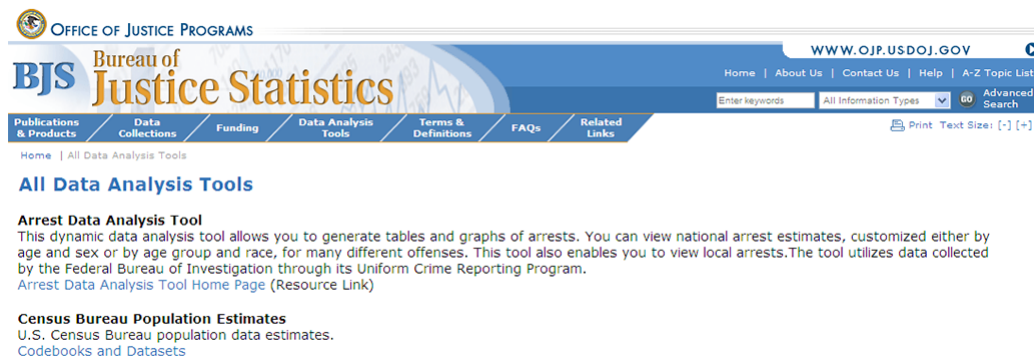 OFFICE OF JUSTICE PROGRAMS
BJS Bureau of
Justice Statistics
WWW.OJP.USDOJ.GOV
Home | About Us | Contact Us | Help | A-Z Topic List
Enter keywords All Information Types GO Advanced Search
Publications & Products Data Collections Funding Data Analysis Tools Terms & Definitions FAQs Related Links
Print Text Size: [-] [+]
Home | All Data Analysis Tools
All Data Analysis Tools
Arrest Data Analysis Tool
This dynamic data analysis tool allows you to generate tables and graphs of arrests. You can view national arrest estimates, customized either by
age and sex or by age group and race, for many different offenses. This tool also enables you to view local arrests.The tool utilizes data collected
by the Federal Bureau of Investigation through its Uniform Crime Reporting Program.
Arrest Data Analysis Tool Home Page (Resource Link)
Census Bureau Population Estimates
U.S. Census Bureau population data estimates.
Codebooks and Datasets